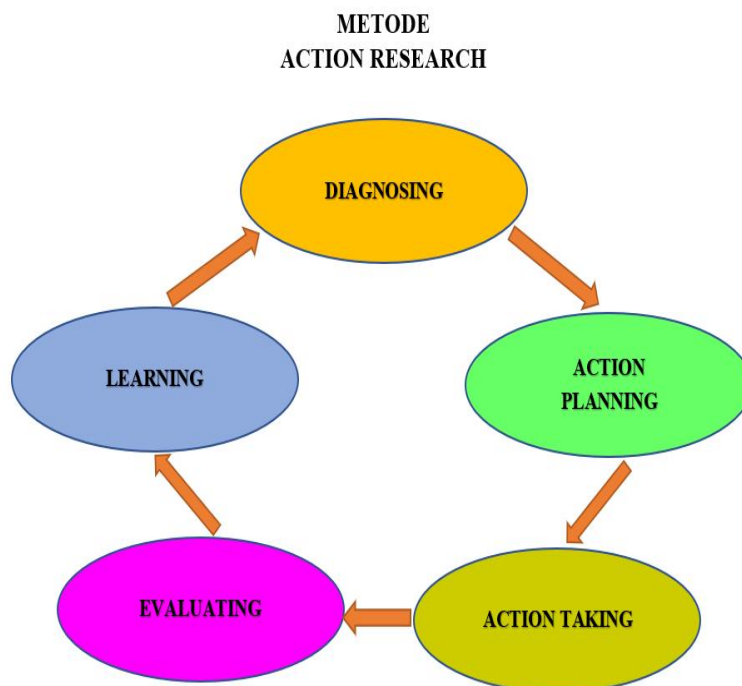 METODE
ACTION RESEARCH
DIAGNOSING
ACTION
PLANNING
ACTION TAKING
EVALUATING
LEARNING